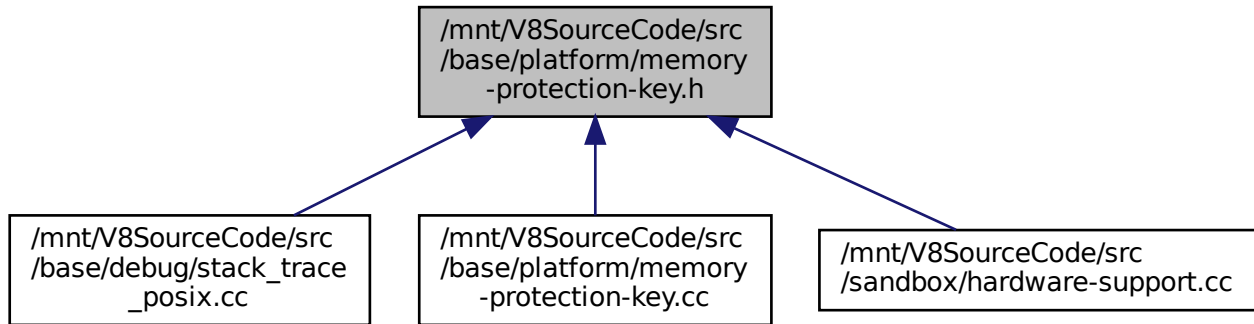 /mnt/V8SourceCode/src
/base/platform/memory
-protection-key.h
/mnt/V8SourceCode/src
/base/debug/stack_trace
_posix.cc
/mnt/V8SourceCode/src
/base/platform/memory
-protection-key.cc
/mnt/V8SourceCode/src
/sandbox/hardware-support.cc